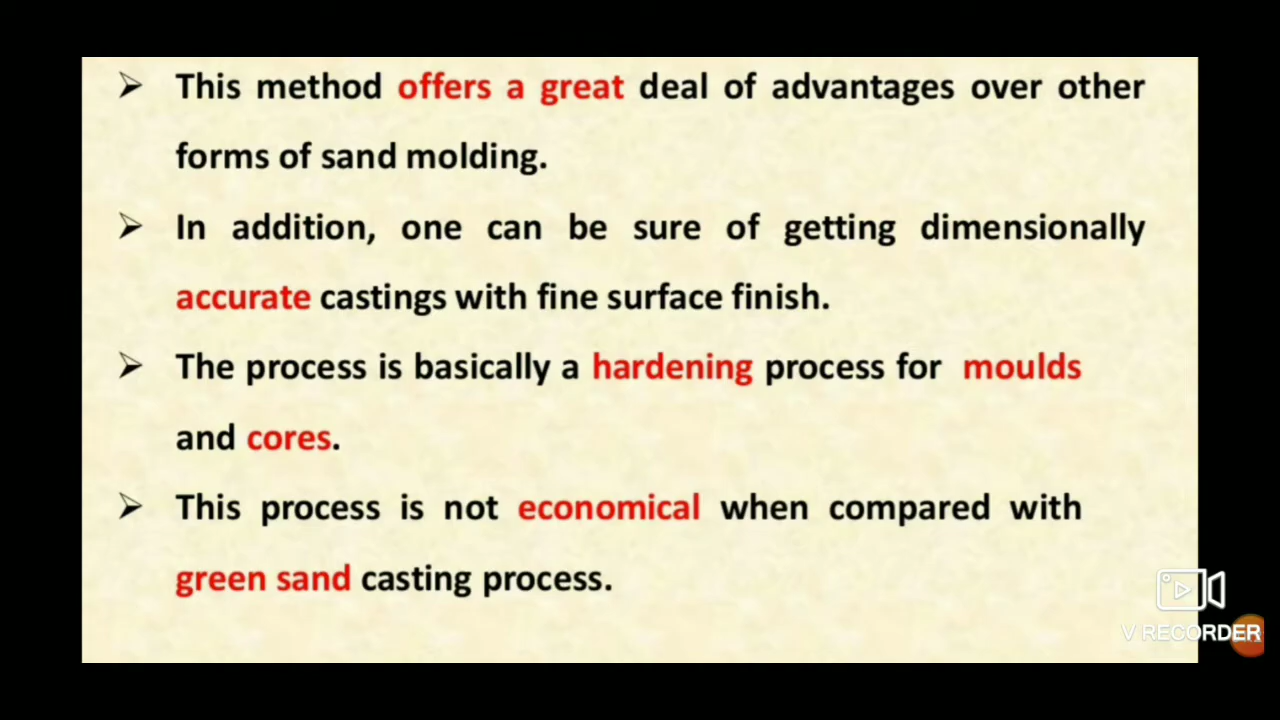 This method offers a great deal of advantages over other
forms of sand molding.
In addition, one can be sure of getting dimensionally
accurate castings with fine surface finish.
The process is basically a hardening process for moulds
and cores.
This process is not economical when compared with
green sand casting process.
V RECORDER